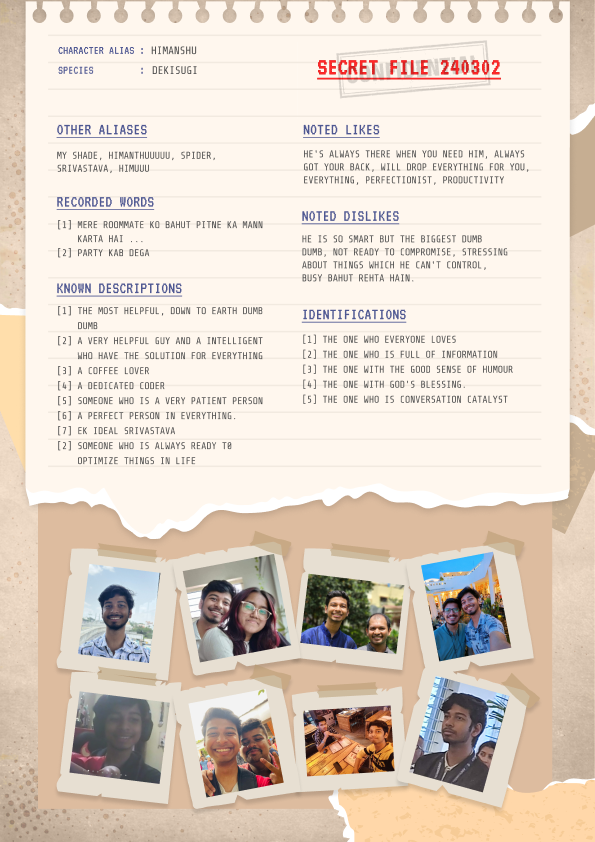 CHARACTER ALIAS : HIMANSHU
SPECIES : DEKISUGI
CONFIDENTIAL
SECRET FILE 240302
OTHER ALIASES
MY SHADE, HIMANTHUUUUU, SPIDER,
SRIVASTAVA, HIMUUU
RECORDED WORDS
[1] MERE ROOMMATE KO BAHUT PITNE KA MANN
KARTA HAI ...
[2] PARTY KAB DEGA
KNOWN DESCRIPTIONS
[1] THE MOST HELPFUL, DOWN TO EARTH DUMB
DUMB
[2] A VERY HELPFUL GUY AND A INTELLIGENT
WHO HAVE THE SOLUTION FOR EVERYTHING
[3] A COFFEE LOVER
[4] A DEDICATED CODER
[5] SOMEONE WHO IS A VERY PATIENT PERSON
[6] A PERFECT PERSON IN EVERYTHING.
[7] EK IDEAL SRIVASTAVA
[2] SOMEONE WHO IS ALWAYS READY T0
OPTIMIZE THINGS IN LIFE
NOTED LIKES
HE'S ALWAYS THERE WHEN YOU NEED HIM, ALWAYS
GOT YOUR BACK, WILL DROP EVERYTHING FOR YOU,
EVERYTHING, PERFECTIONIST, PRODUCTIVITY
NOTED DISLIKES
HE IS SO SMART BUT THE BIGGEST DUMB
DUMB, NOT READY TO COMPROMISE, STRESSING
ABOUT THINGS WHICH HE CAN'T CONTROL,
BUSY BAHUT REHTA HAIN.
IDENTIFICATIONS
[1] THE ONE WHO EVERYONE LOVES
[2] THE ONE WHO IS FULL OF INFORMATION
[3] THE ONE WITH THE GOOD SENSE OF HUMOUR
[4] THE ONE WITH GOD'S BLESSING.
[5] THE ONE WHO IS CONVERSATION CATALYST